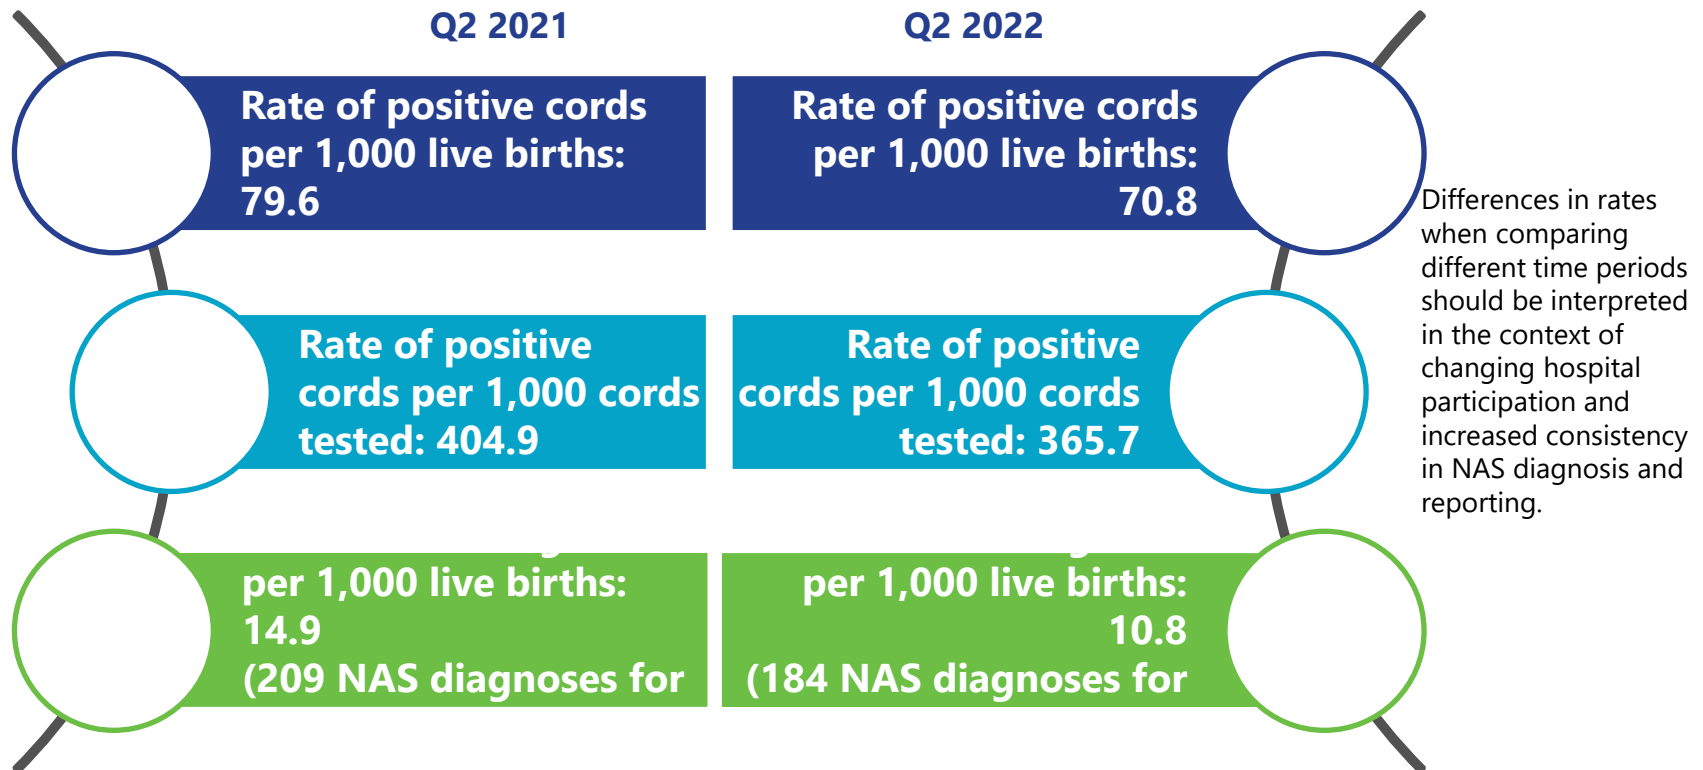 Q2 2021
Q2 2022
Rate of positive cords
per 1,000 live births:
79.6
Rate of positive cords
per 1,000 live births:
70.8
Rate of positive
cords per 1,000 cords
tested: 404.9
Rate of positive
cords per 1,000 cords
tested: 365.7
per 1,000 live births:
14.9
(209 NAS diagnoses for
per 1,000 live births:
10.8
(184 NAS diagnoses for
Differences in rates
when comparing
different time periods
should be interpreted
in the context of
changing hospital
participation and
increased consistency
in NAS diagnosis and
reporting.